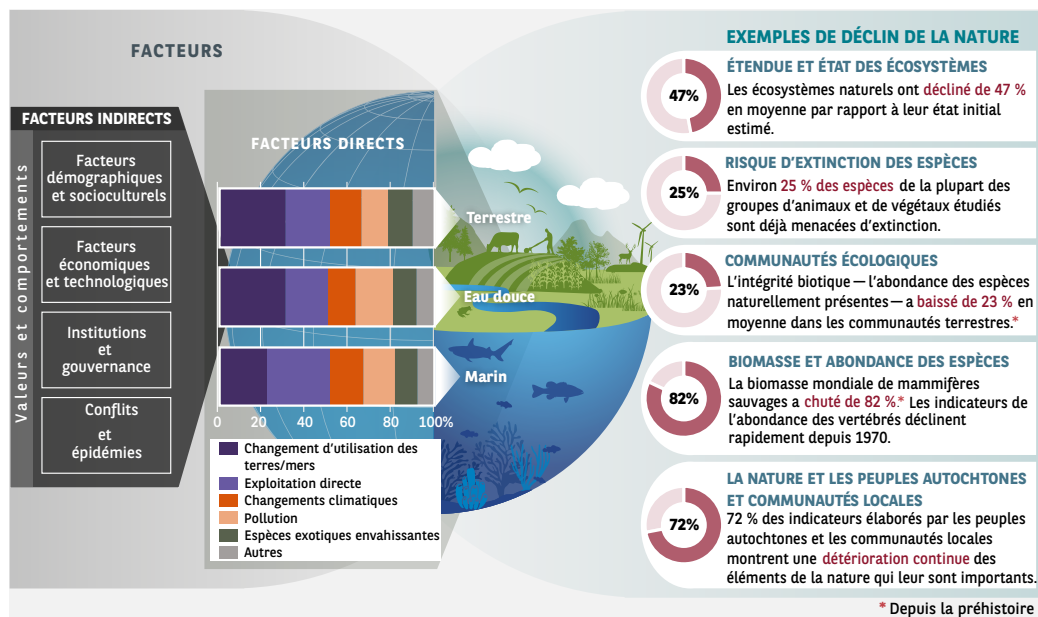 FACTEURS
FACTEURS INDIRECTS
Valeurs et comportements
Facteurs
démographiques
et socioculturels
Facteurs
économiques
et technologiques
Institutions
et
gouvernance
Conflits
et
épidémies
FACTEURS DIRECTS
Terrestre
Eau douce
Marin
0 20 40 60 80 100%
Changement d'utilisation des
terres/mers
Exploitation directe
Changements climatiques
Pollution
Espèces exotiques envahissantes
Autres
EXEMPLES DE DÉCLIN DE LA NATURE
47%
ÉTENDUE ET ÉTAT DES ÉCOSYSTÈMES
Les écosystèmes naturels ont décliné de 47 %
en moyenne par rapport à leur état initial
estimé.
25%
RISQUE D'EXTINCTION DES ESPÈCES
Environ 25 % des espèces de la plupart des
groupes d'animaux et de végétaux étudiés
sont déjà menacées d'extinction.
23%
COMMUNAUTÉS ÉCOLOGIQUES
L'intégrité biotique — l'abondance des espèces
naturellement présentes — a baissé de 23 % en
moyenne dans les communautés terrestres.*
82%
BIOMASSE ET ABONDANCE DES ESPÈCES
La biomasse mondiale de mammifères
sauvages a chuté de 82 %.* Les indicateurs de
l'abondance des vertébrés déclinent
rapidement depuis 1970.
72%
LA NATURE ET LES PEUPLES AUTOCHTONES
ET COMMUNAUTÉS LOCALES
72 % des indicateurs élaborés par les peuples
autochtones et les communautés locales
montrent une détérioration continue des
éléments de la nature qui leur sont importants.
* Depuis la préhistoire